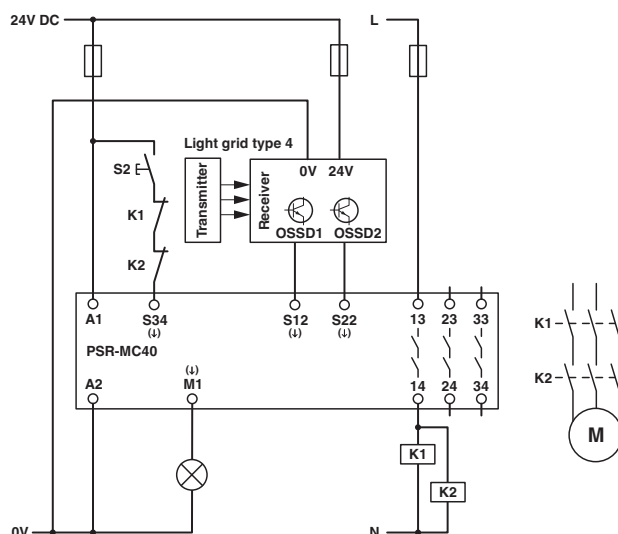 24V DC
L
Light grid type 4
0V 24V
S2
Transmitter
Receiver
K1
OSSD1 OSSD2
K2
A1 S34 S12 S22 13 23 33
(↓) (↓) (↓)
PSR-MC40
(↓)
A2 M1 14 24 34
K1
K2
M
K1
K2
0V N